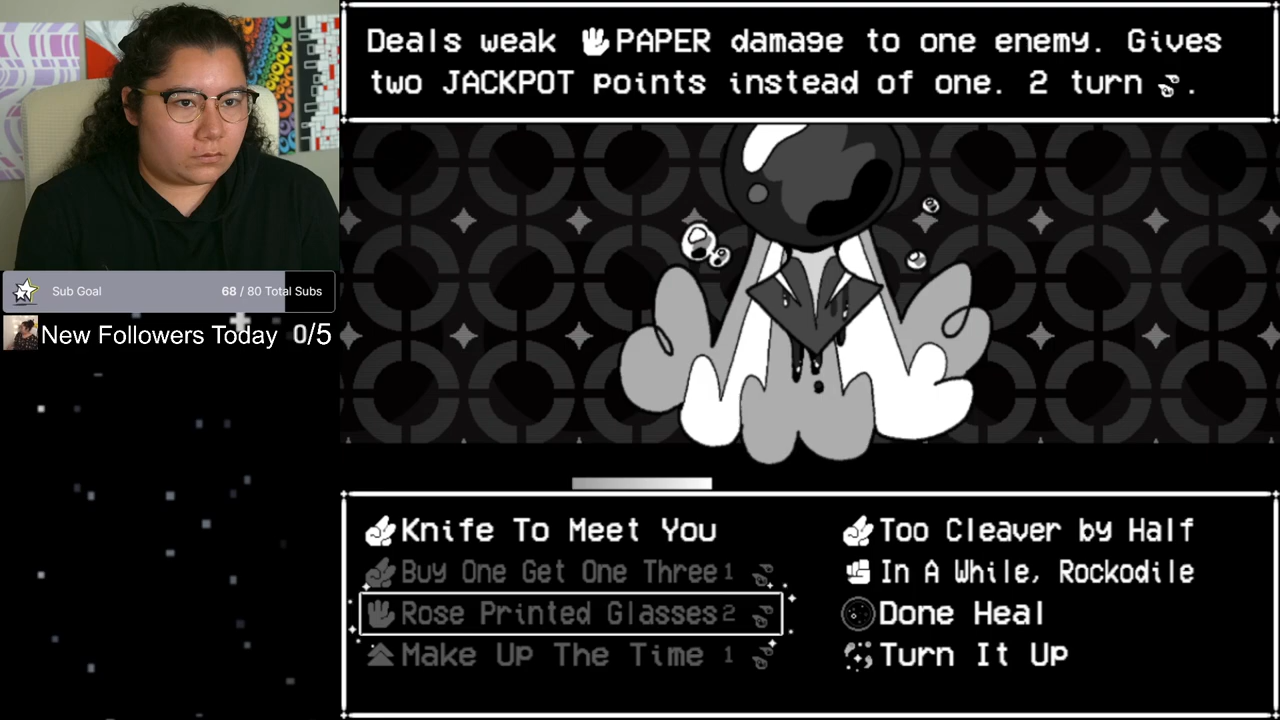 Deals weak PAPER damage to one enemy. Gives
two JACKPOT points instead of one. 2 turn .
Sub Goal 68 / 80 Total Subs
New Followers Today 0/5
Knife To Meet You
Buy One Get One Three 1
Rose Printed Glasses 2
Make Up The Time 1
Too Cleaver by Half
In A While, Rockodile
Done Heal
Turn It Up